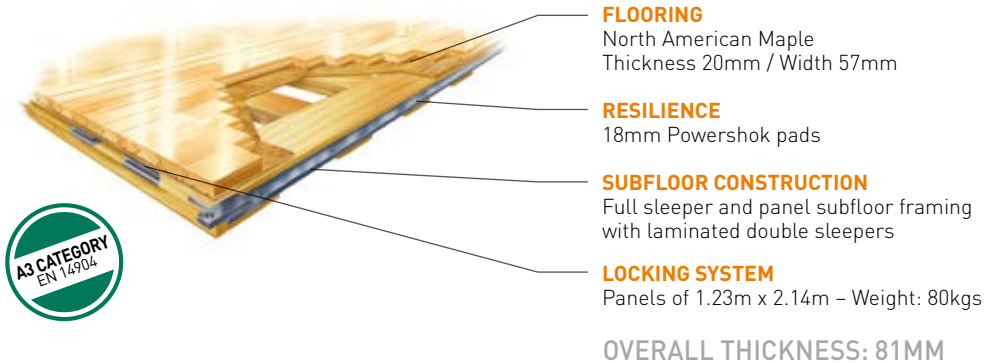 FLOORING
North American Maple
Thickness 20mm / Width 57mm
RESILIENCE
18mm Powershok pads
SUBFLOOR CONSTRUCTION
Full sleeper and panel subfloor framing
with laminated double sleepers
LOCKING SYSTEM
Panels of 1.23m x 2.14m – Weight: 80kgs
OVERALL THICKNESS: 81MM
A3 CATEGORY
EN 14904